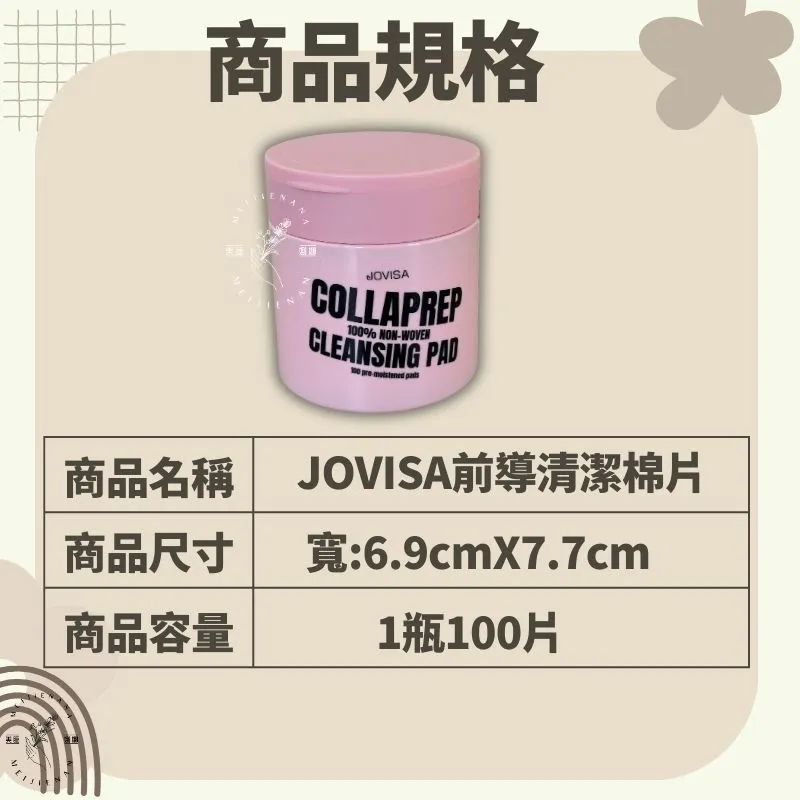 商品規格
MEIJIENANA
JOVISA
COLLAPREP
100% NON-WOVEN
CLEANSING PAD
100 pre-moistened pads
商品名稱 JOVISA前導清潔棉片
商品尺寸 寬:6.9cmX7.7cm
商品容量 1瓶100片
MEIJIENANA